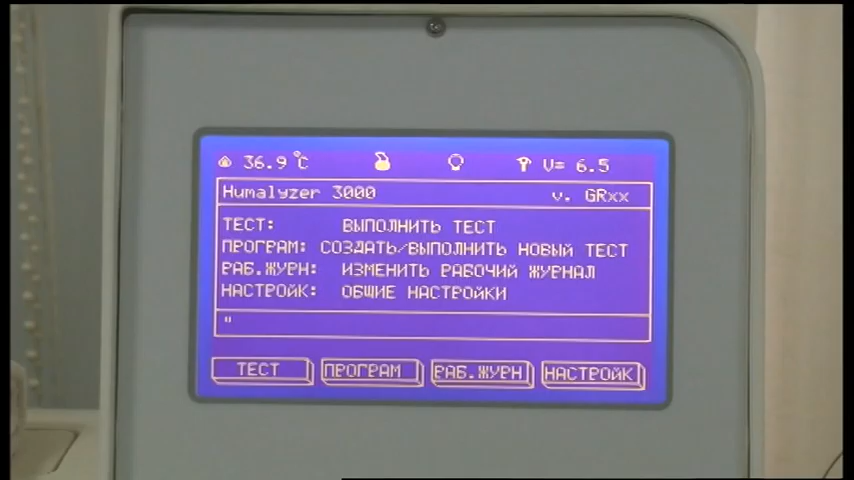 36.9°C V= 6.5
Humalyzer 3000 v. GRxx
ТЕСТ: ВЫПОЛНИТЬ ТЕСТ
ПРОГРАМ: СОЗДАТЬ/ВЫПОЛНИТЬ НОВЫЙ ТЕСТ
РАБ.ЖУРН: ИЗМЕНИТЬ РАБОЧИЙ ЖУРНАЛ
НАСТРОЙК: ОБЩИЕ НАСТРОЙКИ
"
ТЕСТ ПРОГРАМ РАБ.ЖУРН НАСТРОЙК